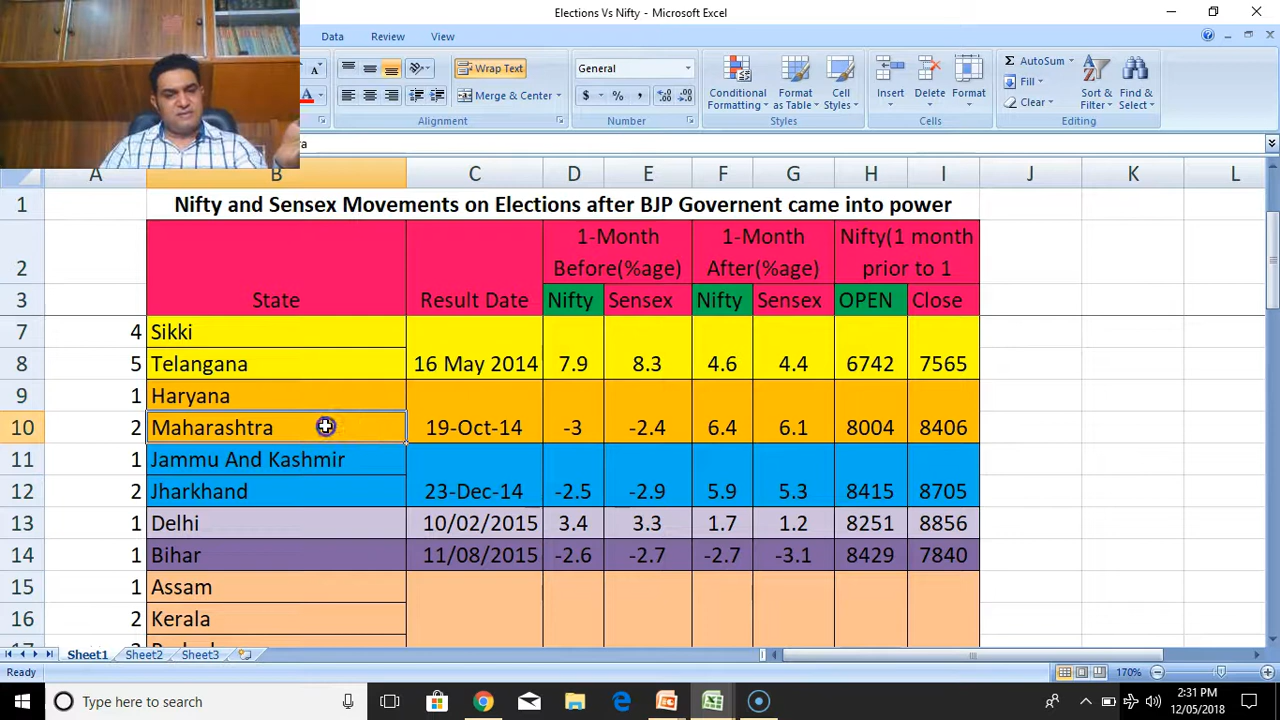 Elections Vs Nifty - Microsoft Excel
Data Review View
Wrap Text General AutoSum
Merge & Center $ % , Conditional Formatting Format as Table Cell Styles Insert Delete Format Fill Clear Sort & Filter Find & Select
Alignment Number Styles Cells Editing
A B C D E F G H I J K L
1 Nifty and Sensex Movements on Elections after BJP Governent came into power
2 1-Month Before(%age) 1-Month After(%age) Nifty(1 month prior to 1
3 State Result Date Nifty Sensex Nifty Sensex OPEN Close
7 4 Sikki
8 5 Telangana 16 May 2014 7.9 8.3 4.6 4.4 6742 7565
9 1 Haryana
10 2 Maharashtra 19-Oct-14 -3 -2.4 6.4 6.1 8004 8406
11 1 Jammu And Kashmir
12 2 Jharkhand 23-Dec-14 -2.5 -2.9 5.9 5.3 8415 8705
13 1 Delhi 10/02/2015 3.4 3.3 1.7 1.2 8251 8856
14 1 Bihar 11/08/2015 -2.6 -2.7 -2.7 -3.1 8429 7840
15 1 Assam
16 2 Kerala
Sheet1 Sheet2 Sheet3
Ready 170%
Type here to search
2:31 PM
12/05/2018